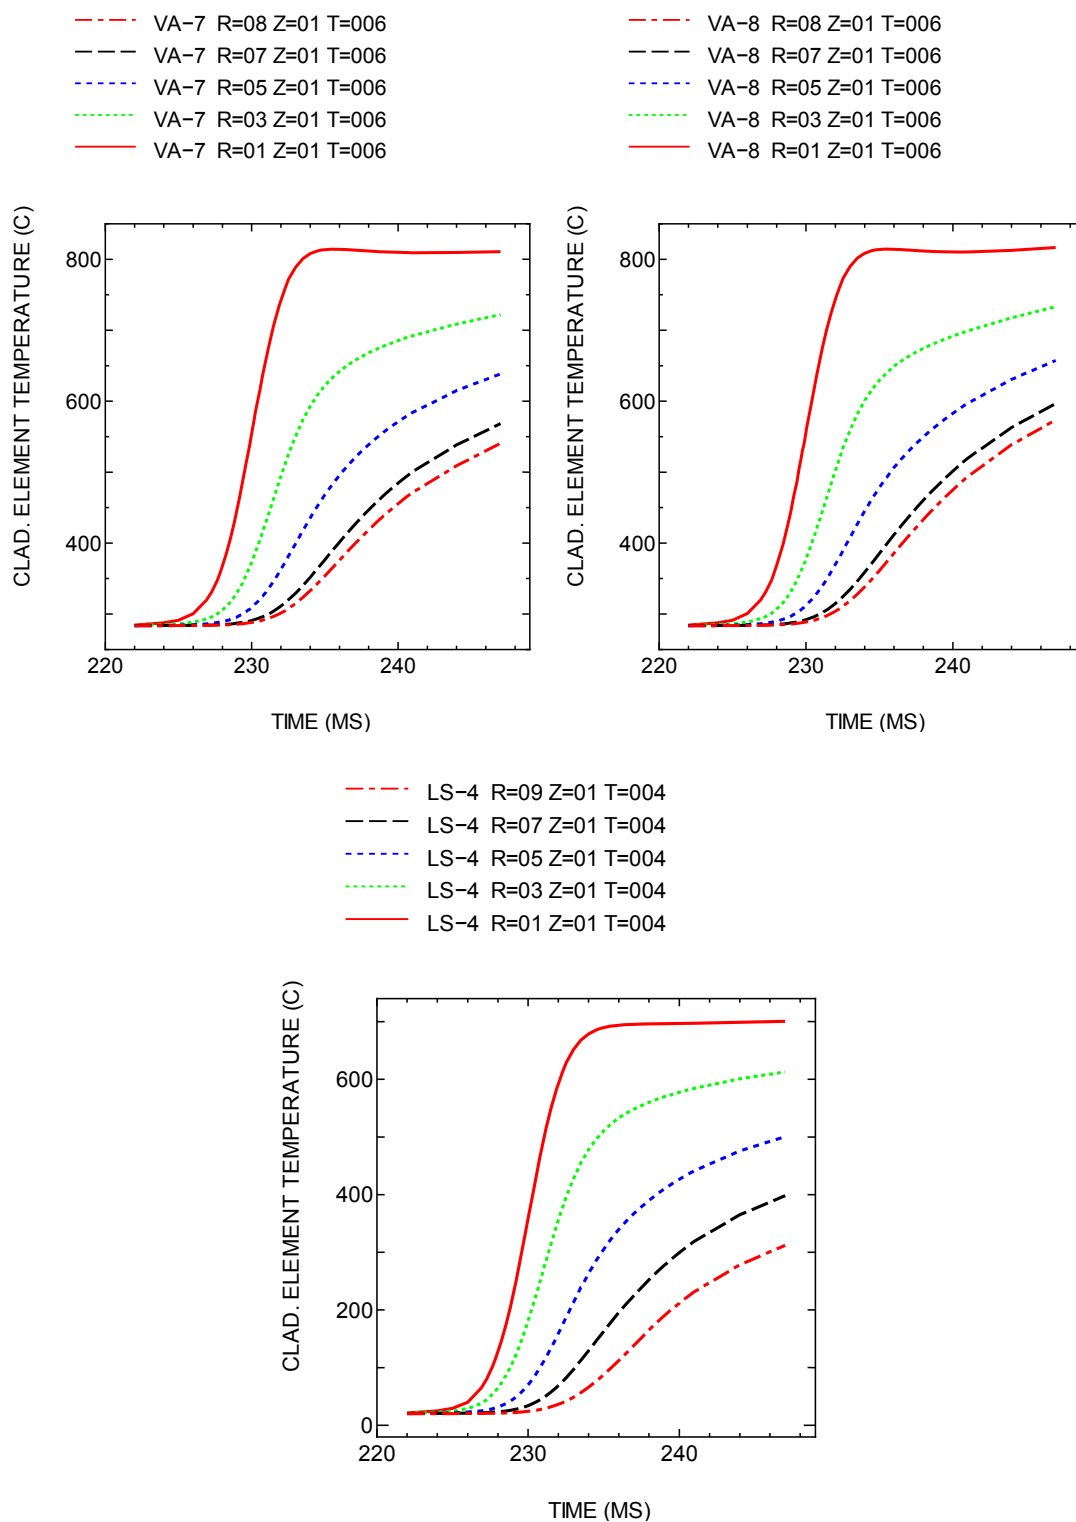 VA−7 R=08 Z=01 T=006
VA−7 R=07 Z=01 T=006
VA−7 R=05 Z=01 T=006
VA−7 R=03 Z=01 T=006
VA−7 R=01 Z=01 T=006
CLAD. ELEMENT TEMPERATURE (C)
800
600
400
220
230
240
TIME (MS)
VA−8 R=08 Z=01 T=006
VA−8 R=07 Z=01 T=006
VA−8 R=05 Z=01 T=006
VA−8 R=03 Z=01 T=006
VA−8 R=01 Z=01 T=006
CLAD. ELEMENT TEMPERATURE (C)
800
600
400
220
230
240
TIME (MS)
LS−4 R=09 Z=01 T=004
LS−4 R=07 Z=01 T=004
LS−4 R=05 Z=01 T=004
LS−4 R=03 Z=01 T=004
LS−4 R=01 Z=01 T=004
CLAD. ELEMENT TEMPERATURE (C)
600
400
200
0
220
230
240
TIME (MS)